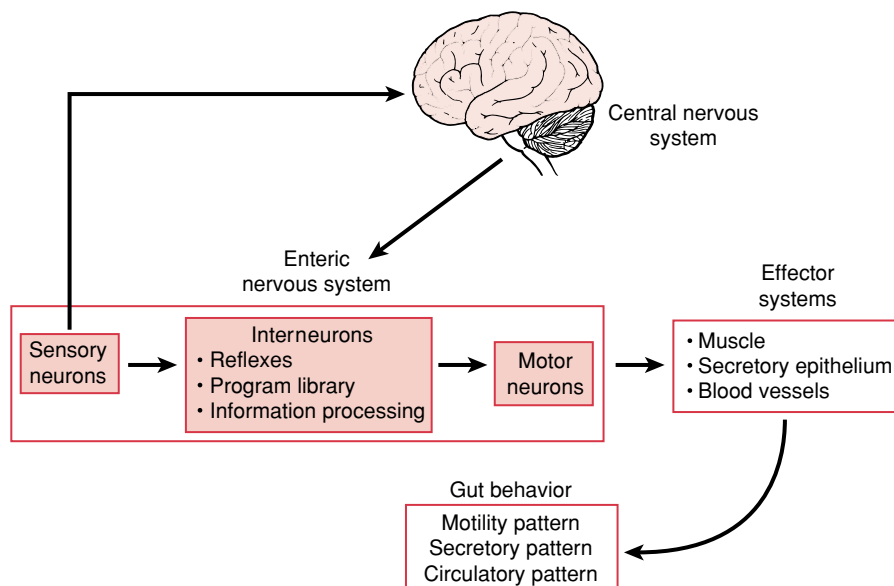 Central nervous
system
Enteric
nervous system
Effector
systems
Sensory
neurons
Interneurons
• Reflexes
• Program library
• Information processing
Motor
neurons
• Muscle
• Secretory epithelium
• Blood vessels
Gut behavior
Motility pattern
Secretory pattern
Circulatory pattern